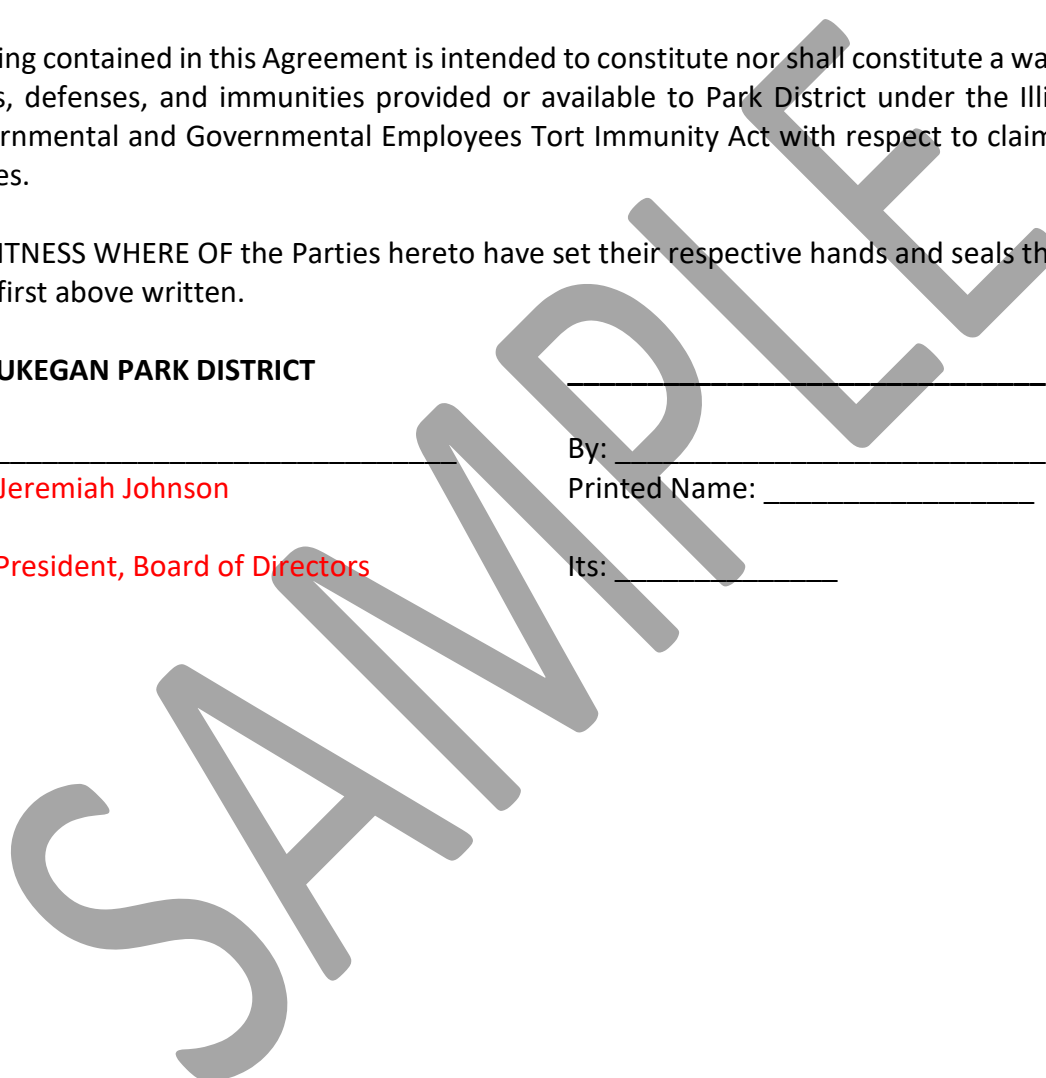 ing contained in this Agreement is intended to constitute nor shall constitute a wa
s, defenses, and immunities provided or available to Park District under the Illi
ernmental and Governmental Employees Tort Immunity Act with respect to claim
es.
ITNESS WHERE OF the Parties hereto have set their respective hands and seals th
first above written.
UKEGAN PARK DISTRICT
Jeremiah Johnson
President, Board of Directors
By:
Printed Name:
Its:
SAMPLE